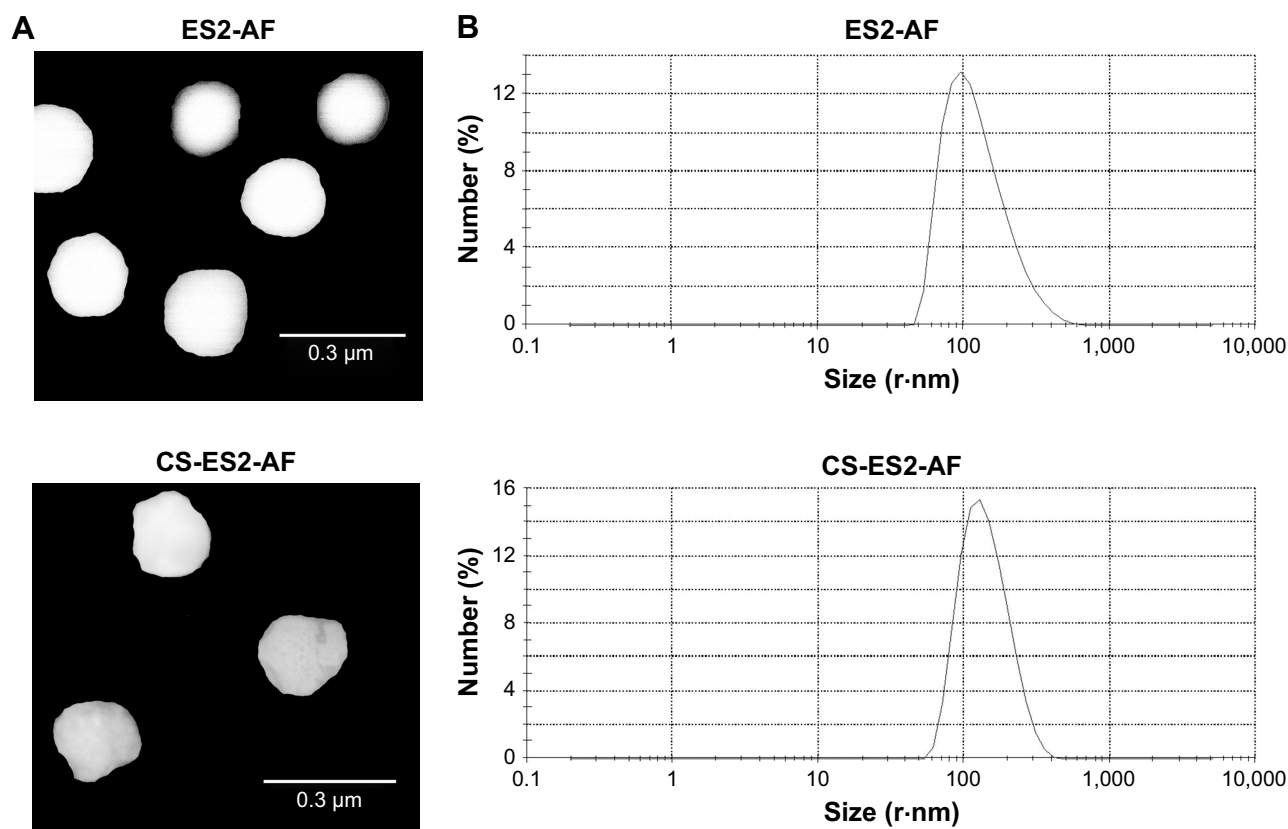 A
ES2-AF
0.3 µm
B
ES2-AF
Number (%)
12
8
4
0
0.1 1 10 100 1,000 10,000
Size (r·nm)
CS-ES2-AF
0.3 µm
CS-ES2-AF
Number (%)
16
12
8
4
0
0.1 1 10 100 1,000 10,000
Size (r·nm)